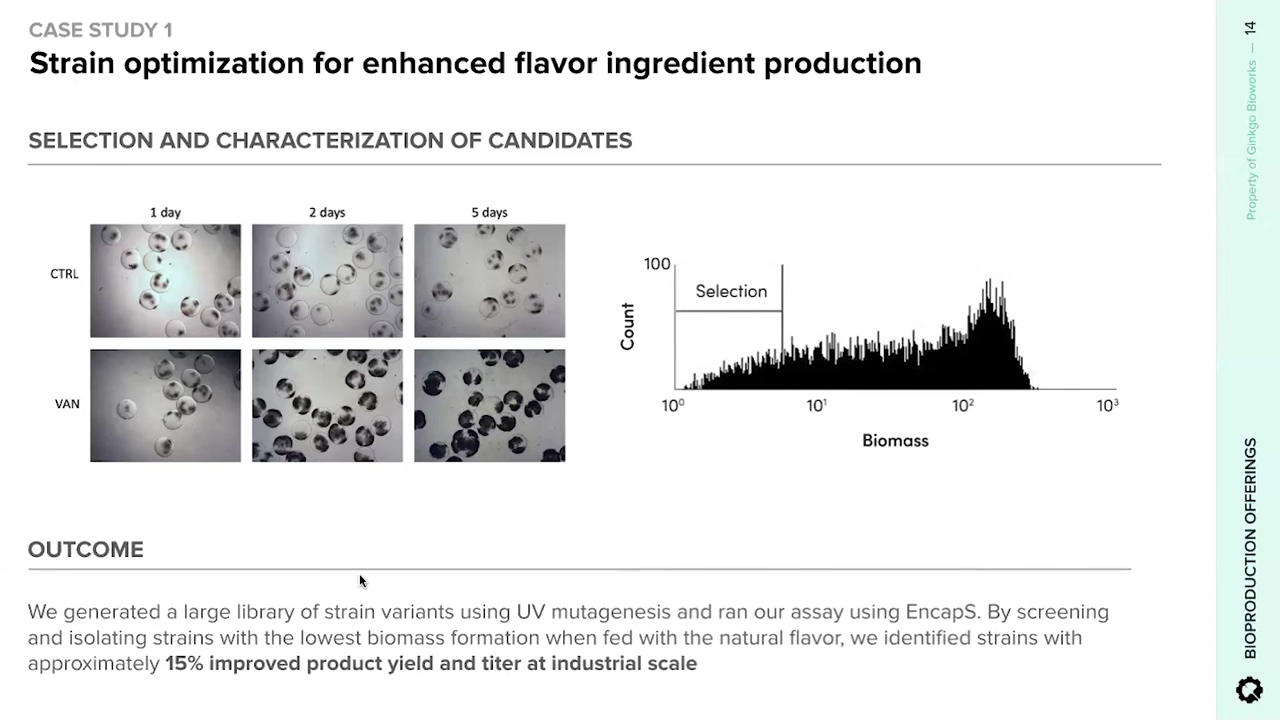 CASE STUDY 1
Strain optimization for enhanced flavor ingredient production
SELECTION AND CHARACTERIZATION OF CANDIDATES
1 day
2 days
5 days
CTRL
VAN
100
Selection
Count
10⁰
10¹
10²
10³
Biomass
OUTCOME
We generated a large library of strain variants using UV mutagenesis and ran our assay using EncapS. By screening
and isolating strains with the lowest biomass formation when fed with the natural flavor, we identified strains with
approximately 15% improved product yield and titer at industrial scale
Property of Ginkgo Bioworks — 14
BIOPRODUCTION OFFERINGS